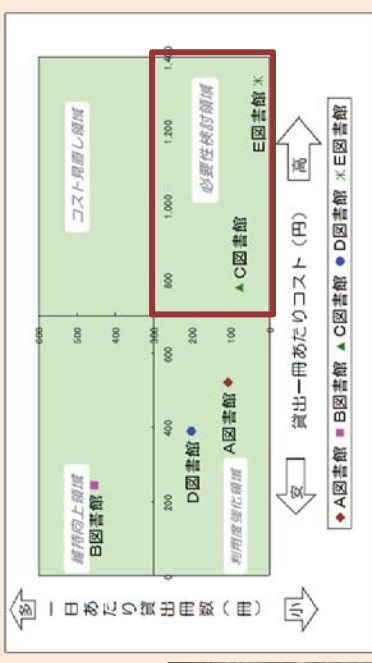 多
一日あたり貸出冊数（冊）
小
600
500
400
300
200
100
0
維持向上領域
コスト見直し領域
B図書館
0
200
400
600
800
1,000
1,200
1,400
D図書館
A図書館
C図書館
E図書館
利用度強化領域
必要性検討領域
安
貸出一冊あたりコスト（円）
高
A図書館 B図書館 C図書館 D図書館 E図書館